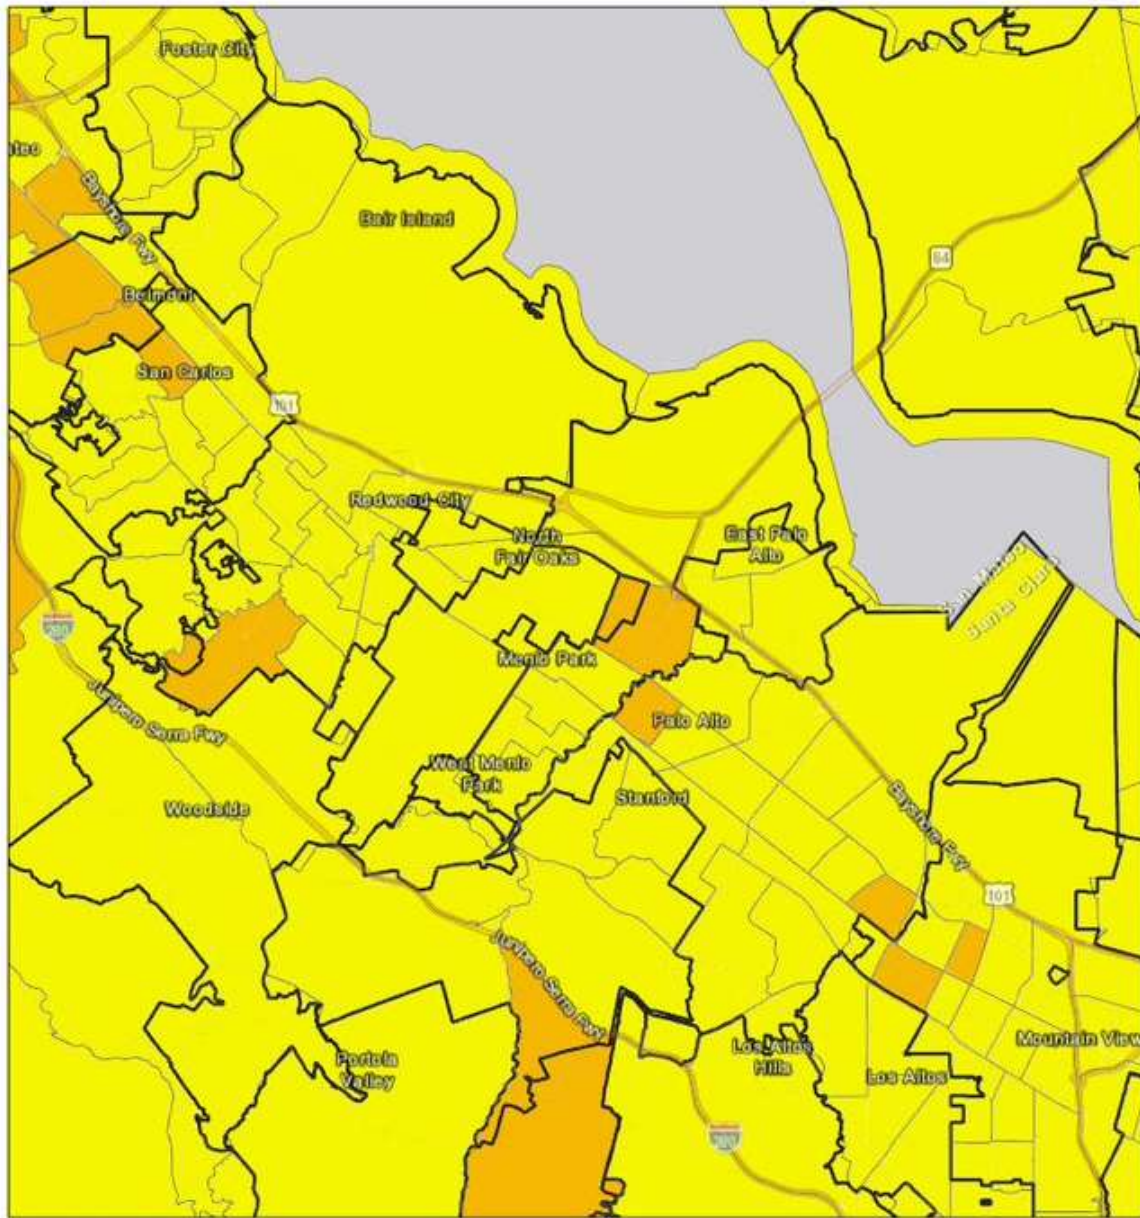 Foster City
ateo
Bayshore Fwy
Bair Island
84
Belmont
San Carlos
101
Redwood City
North
Fair Oaks
East Palo
Alto
San Mateo
Santa Clara
280
Menlo Park
Junipero Serra Fwy
Palo Alto
West Menlo
Park
Stanford
Woodside
Bayshore Fwy
101
Junipero Serra Fwy
Mountain View
Los Altos
Hills
Portola
Valley
Los Altos
280